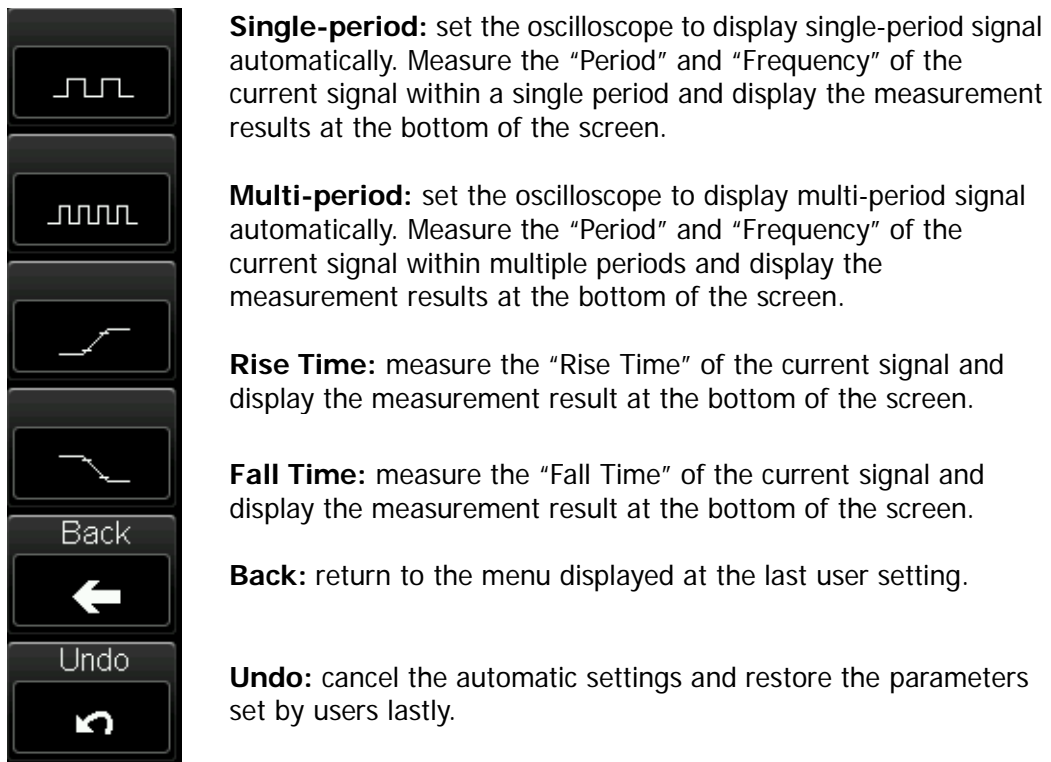 Single-period: set the oscilloscope to display single-period signal
automatically. Measure the “Period” and “Frequency” of the
current signal within a single period and display the measurement
results at the bottom of the screen.
Multi-period: set the oscilloscope to display multi-period signal
automatically. Measure the “Period” and “Frequency” of the
current signal within multiple periods and display the
measurement results at the bottom of the screen.
Rise Time: measure the “Rise Time” of the current signal and
display the measurement result at the bottom of the screen.
Fall Time: measure the “Fall Time” of the current signal and
display the measurement result at the bottom of the screen.
Back
Back: return to the menu displayed at the last user setting.
Undo
Undo: cancel the automatic settings and restore the parameters
set by users lastly.